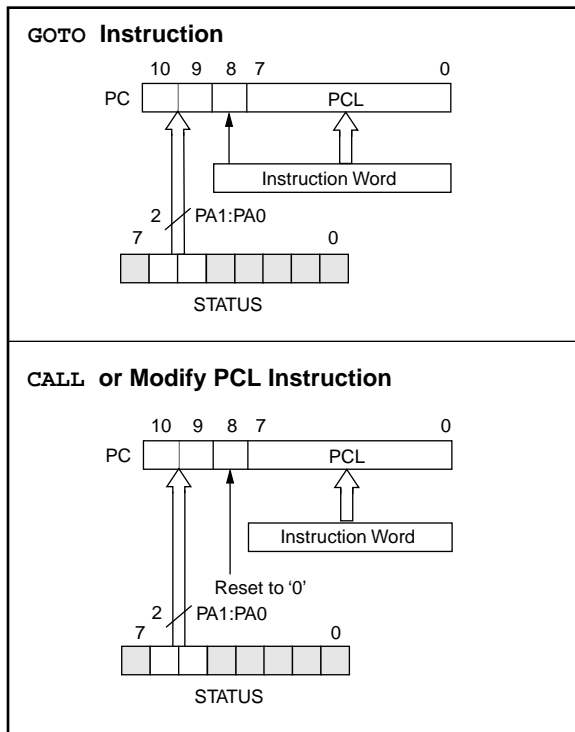 GOTO Instruction
10 9 8 7 0
PC PCL
Instruction Word
2 PA1:PA0
7 0
STATUS
CALL or Modify PCL Instruction
10 9 8 7 0
PC PCL
Instruction Word
Reset to ‘0’
2 PA1:PA0
7 0
STATUS